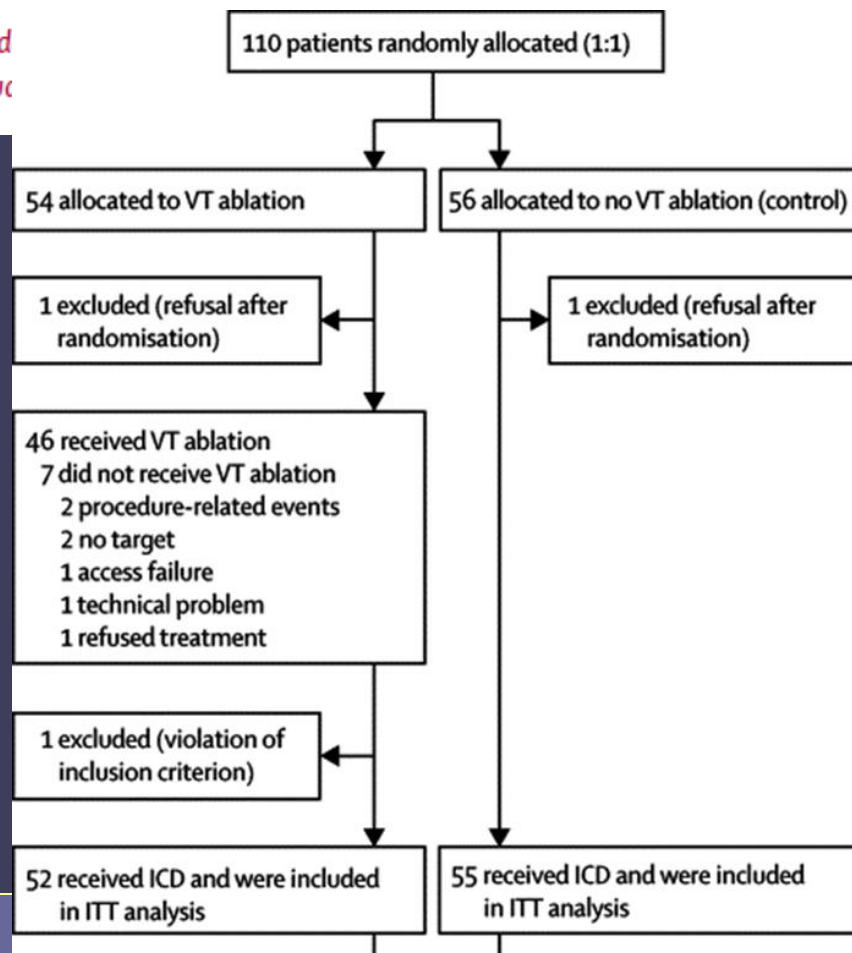 110 patients randomly allocated (1:1)
54 allocated to VT ablation
56 allocated to no VT ablation (control)
1 excluded (refusal after
randomisation)
1 excluded (refusal after
randomisation)
46 received VT ablation
7 did not receive VT ablation
2 procedure-related events
2 no target
1 access failure
1 technical problem
1 refused treatment
1 excluded (violation of
inclusion criterion)
52 received ICD and were included
in ITT analysis
55 received ICD and were included
in ITT analysis